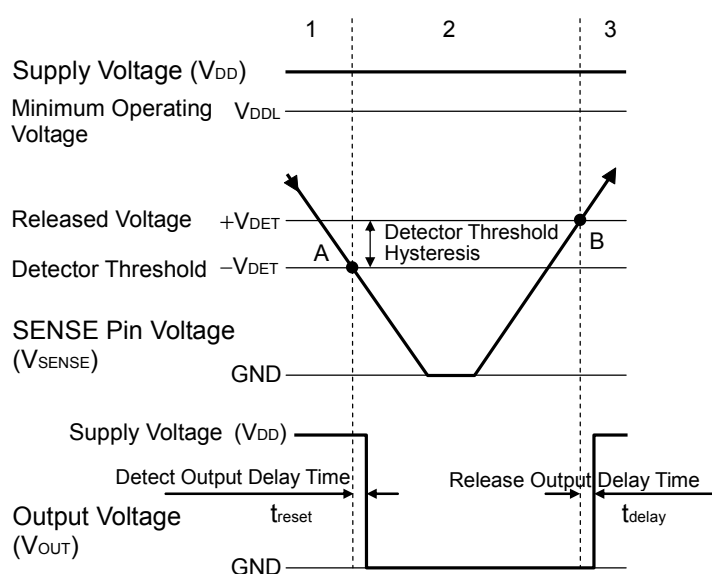 1 2 3
Supply Voltage (VDD)
Minimum Operating Voltage VDDL
Released Voltage +VDET
Detector Threshold Hysteresis
A
B
Detector Threshold −VDET
SENSE Pin Voltage
(VSENSE)
GND
Supply Voltage (VDD)
Detect Output Delay Time
Release Output Delay Time
treset
tdelay
Output Voltage
(VOUT)
GND